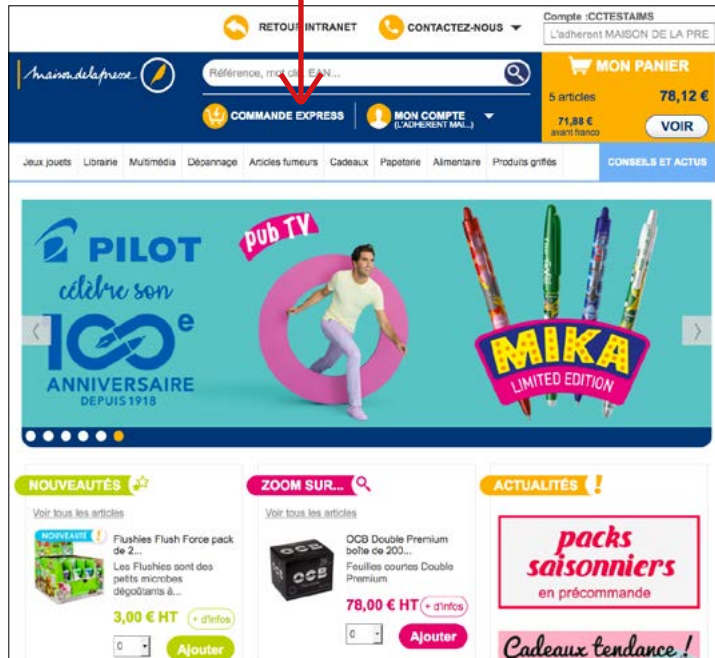 RETOUR INTRANET
CONTACTEZ-NOUS
Compte :CCTESTAIMS
L'adherent MAISON DE LA PRE
Maison de la presse
Référence, mot clé, EAN...
MON PANIER
5 articles
78,12 €
71,88 €
avant franco
VOIR
COMMANDE EXPRESS
MON COMPTE
(L'ADHERENT MAI...)
Jeux jouets
Librairie
Multimédia
Dépannage
Articles fumeurs
Cadeaux
Papeterie
Alimentaire
Produits griffés
CONSEILS ET ACTUS
PILOT
célèbre son
100e
ANNIVERSAIRE
DEPUIS 1918
pub TV
MIKA
LIMITED EDITION
NOUVEAUTÉS
Voir tous les articles
NOUVEAUTÉ !
Flushies Flush Force pack
de 2...
Les Flushies sont des
petits microbes
dégoûtants à...
3,00 € HT
+ d'infos
0
Ajouter
ZOOM SUR...
Voir tous les articles
OCB
OCB Double Premium
boîte de 200...
Feuilles courtes Double
Premium
78,00 € HT
+ d'infos
0
Ajouter
ACTUALITÉS !
packs
saisonniers
en précommande
Cadeaux tendance !